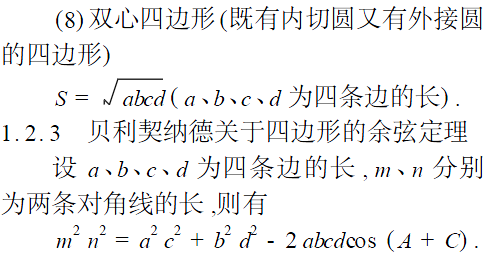 (8) 双心四边形(既有内切圆又有外接圆
的四边形)
S = √abcd ( a、b、c、d 为四条边的长) .
1.2.3 贝利契纳德关于四边形的余弦定理
设 a、b、c、d 为四条边的长 ,m、n 分别
为两条对角线的长 ,则有
m² n² = a² c² + b² d² - 2 abcdcos (A + C) .